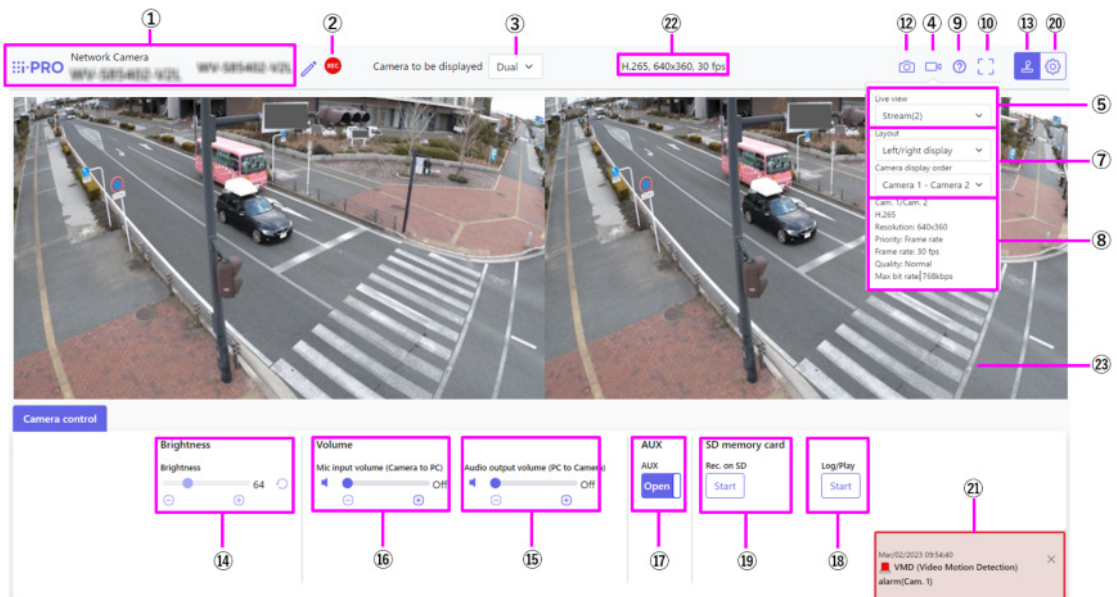 ① ② ③ ㉒ ⑫ ④ ⑨ ⑩ ⑬ ⑳
i-PRO Network Camera
REC
Camera to be displayed Dual
H.265, 640x360, 30 fps
Live view
Stream(2)
⑤
Layout
Left/right display
⑦
Camera display order
Camera 1 - Camera 2
Cam. 1/Cam. 2
H.265
Resolution: 640x360
Priority: Frame rate
⑧
Frame rate: 30 fps
Quality: Normal
Max bit rate: 768kbps
㉓
Camera control
Brightness
Brightness
64
⑭
Volume
Mic input volume (Camera to PC)
Off
⑯
Audio output volume (PC to Camera)
Off
⑮
AUX
AUX
Open
⑰
SD memory card
Rec. on SD
Start
⑲
Log/Play
Start
⑱
㉑
Mar/02/2023 09:54:40
VMD (Video Motion Detection)
alarm(Cam. 1)